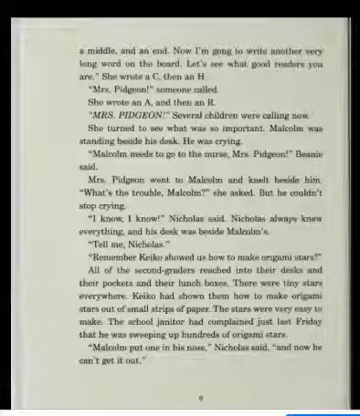 a middle, and an end. Now I'm gong to write another very
long word on the board. Let's see what good readers you
are." She wrote a C, then an H
"Mrs. Pidgeon!" someone called.
She wrote an A, and then an R.
"MRS. PIDGEON!" Several children were calling now.
She turned to see what was so important. Malcolm was
standing beside his desk. He was crying.
"Malcolm needs to go to the nurse, Mrs. Pidgeon!" Beanie
said.
Mrs. Pidgeon went to Malcolm and knelt beside him.
"What's the trouble, Malcolm?" she asked. But he couldn't
stop crying.
"I know, I know!" Nicholas said. Nicholas always knew
everything, and his desk was beside Malcolm's.
"Tell me, Nicholas."
"Remember Keiko showed us how to make origami stars?"
All of the second-graders reached into their desks and
their pockets and their lunch boxes. There were tiny stars
everywhere. Keiko had shown them how to make origami
stars out of small strips of paper. The stars were very easy to
make. The school janitor had complained just last Friday
that he was sweeping up hundreds of origami stars.
"Malcolm put one in his nose," Nicholas said, "and now he
can't get it out."
6